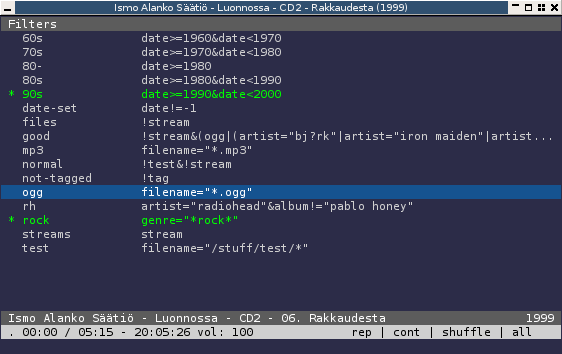 Ismo Alanko Säätiö - Luonnossa - CD2 - Rakkaudesta (1999)
Filters
60s date>=1960&date<1970
70s date>=1970&date<1980
80- date>=1980
80s date>=1980&date<1990
* 90s date>=1990&date<2000
date-set date!=-1
files !stream
good !stream&(ogg|(artist="bj?rk"|artist="iron maiden"|artist...
mp3 filename="*.mp3"
normal !test&!stream
not-tagged !tag
ogg filename="*.ogg"
rh artist="radiohead"&album!="pablo honey"
* rock genre="*rock*"
streams stream
test filename="/stuff/test/*"
Ismo Alanko Säätiö - Luonnossa - CD2 - 06. Rakkaudesta 1999
. 00:00 / 05:15 - 20:05:26 vol: 100 rep | cont | shuffle | all